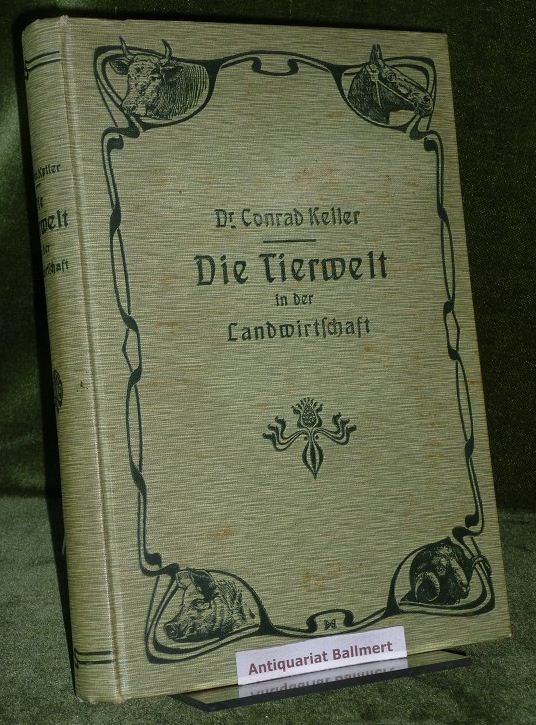 Dr. Conrad Keller
Die Tierwelt
in der
Landwirtſchaft
Antiquariat Ballmert